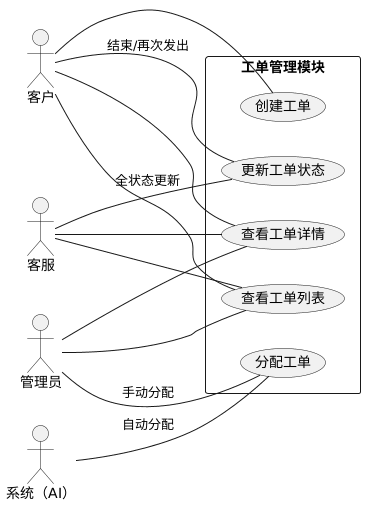 工单管理模块
结束/再次发出
客户
创建工单
更新工单状态
全状态更新
查看工单详情
客服
查看工单列表
分配工单
管理员
手动分配
自动分配
系统（AI）